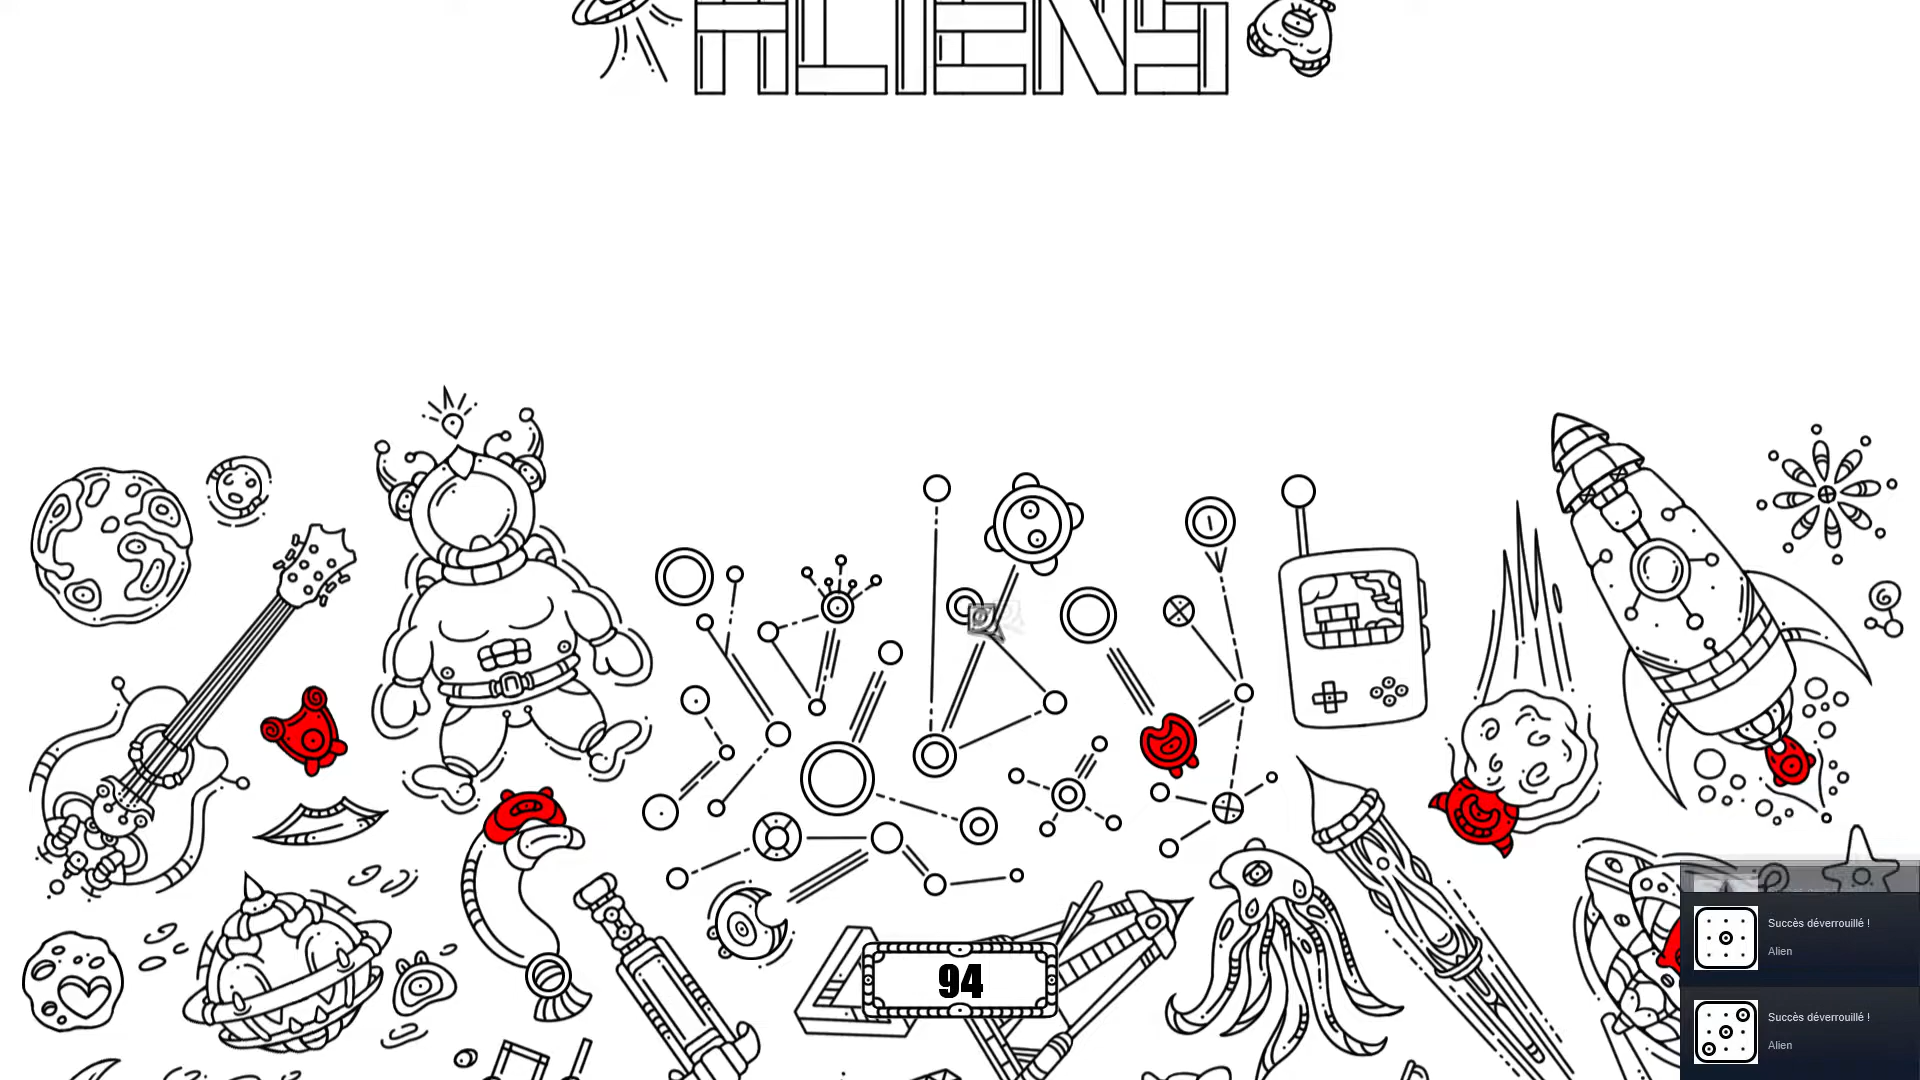 ALIENS
94
Succès déverrouillé !
Alien
Succès déverrouillé !
Alien